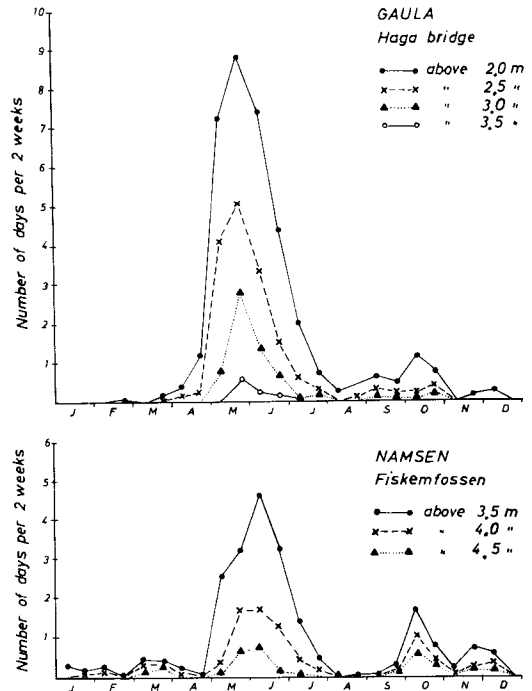 GAULA
Haga bridge
above 2,0 m
" 2,5 "
" 3,0 "
" 3,5 "
Number of days per 2 weeks
10
9
8
7
6
5
4
3
2
1
J F M A M J J A S O N D
NAMSEN
Fiskemfossen
above 3,5 m
" 4,0 "
" 4,5 "
Number of days per 2 weeks
6
5
4
3
2
1
J F M A M J J A S O N D